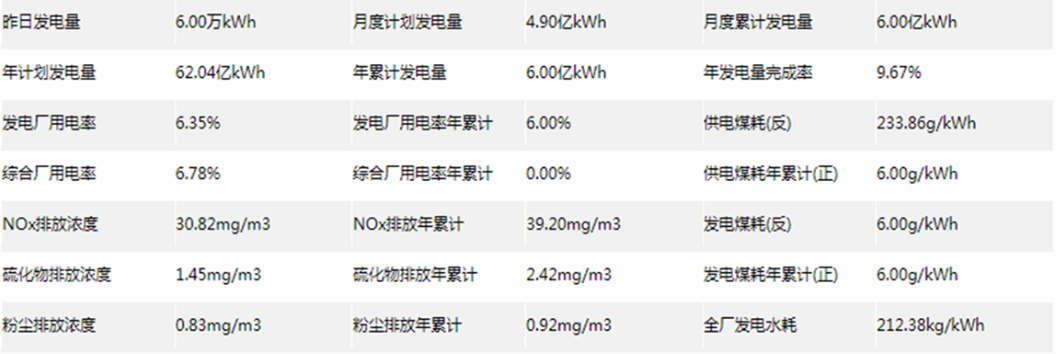 昨日发电量 6.00万kWh 月度计划发电量 4.90亿kWh 月度累计发电量 6.00亿kWh
年计划发电量 62.04亿kWh 年累计发电量 6.00亿kWh 年发电量完成率 9.67%
发电厂用电率 6.35% 发电厂用电率年累计 6.00% 供电煤耗(反) 233.86g/kWh
综合厂用电率 6.78% 综合厂用电率年累计 0.00% 供电煤耗年累计(正) 6.00g/kWh
NOx排放浓度 30.82mg/m3 NOx排放年累计 39.20mg/m3 发电煤耗(反) 6.00g/kWh
硫化物排放浓度 1.45mg/m3 硫化物排放年累计 2.42mg/m3 发电煤耗年累计(正) 6.00g/kWh
粉尘排放浓度 0.83mg/m3 粉尘排放年累计 0.92mg/m3 全厂发电水耗 212.38kg/kWh